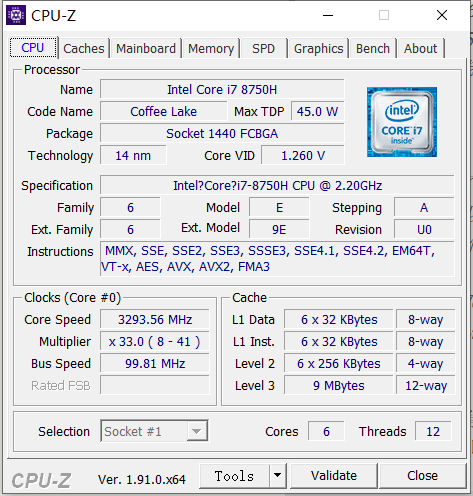 CPU-Z
CPU Caches Mainboard Memory SPD Graphics Bench About
Processor
Name Intel Core i7 8750H
Code Name Coffee Lake Max TDP 45.0 W
Package Socket 1440 FCBGA
Technology 14 nm Core VID 1.260 V
intel
CORE i7
inside™
Specification Intel?Core?i7-8750H CPU @ 2.20GHz
Family 6 Model E Stepping A
Ext. Family 6 Ext. Model 9E Revision U0
Instructions MMX, SSE, SSE2, SSE3, SSSE3, SSE4.1, SSE4.2, EM64T,
VT-x, AES, AVX, AVX2, FMA3
Clocks (Core #0)
Core Speed 3293.56 MHz
Multiplier x 33.0 ( 8 - 41 )
Bus Speed 99.81 MHz
Rated FSB
Cache
L1 Data 6 x 32 KBytes 8-way
L1 Inst. 6 x 32 KBytes 8-way
Level 2 6 x 256 KBytes 4-way
Level 3 9 MBytes 12-way
Selection Socket #1 Cores 6 Threads 12
CPU-Z Ver. 1.91.0.x64 Tools Validate Close